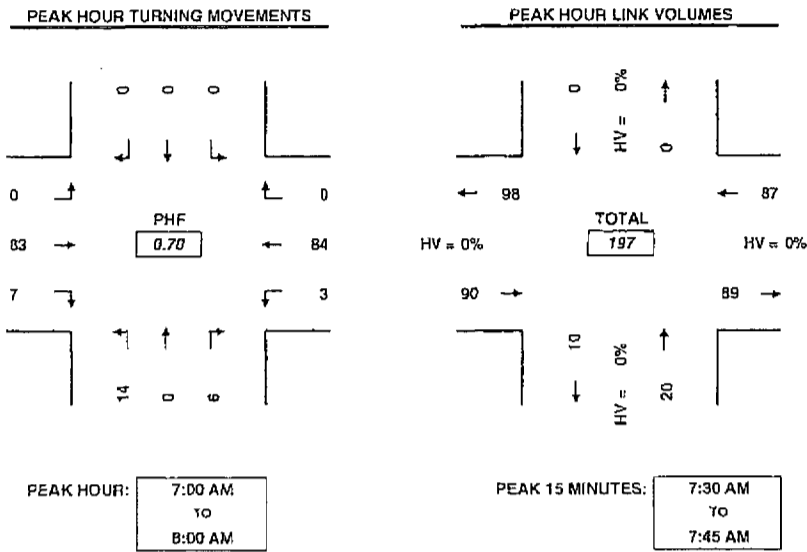 PEAK HOUR TURNING MOVEMENTS
0 0 0
0 0
PHF
83 0.70 84
7 3
14 0 6
PEAK HOUR: 7:00 AM
TO
8:00 AM
PEAK HOUR LINK VOLUMES
0 HV = 0% 0
98 87
TOTAL
HV = 0% 197 HV = 0%
90 89
10 HV = 0% 20
PEAK 15 MINUTES: 7:30 AM
TO
7:45 AM